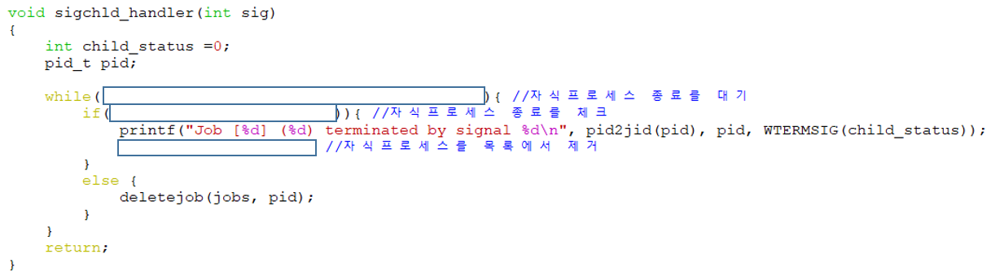 void sigchld_handler(int sig)
{
    int child_status =0;
    pid_t pid;

    while(){ //자식프로세스 종료를 대기
        if()){ //자식프로세스 종료를 체크
            printf("Job [%d] (%d) terminated by signal %d\n", pid2jid(pid), pid, WTERMSIG(child_status));
            //자식프로세스를 목록에서 제거
        }
        else {
            deletejob(jobs, pid);
        }
    }
    return;
}